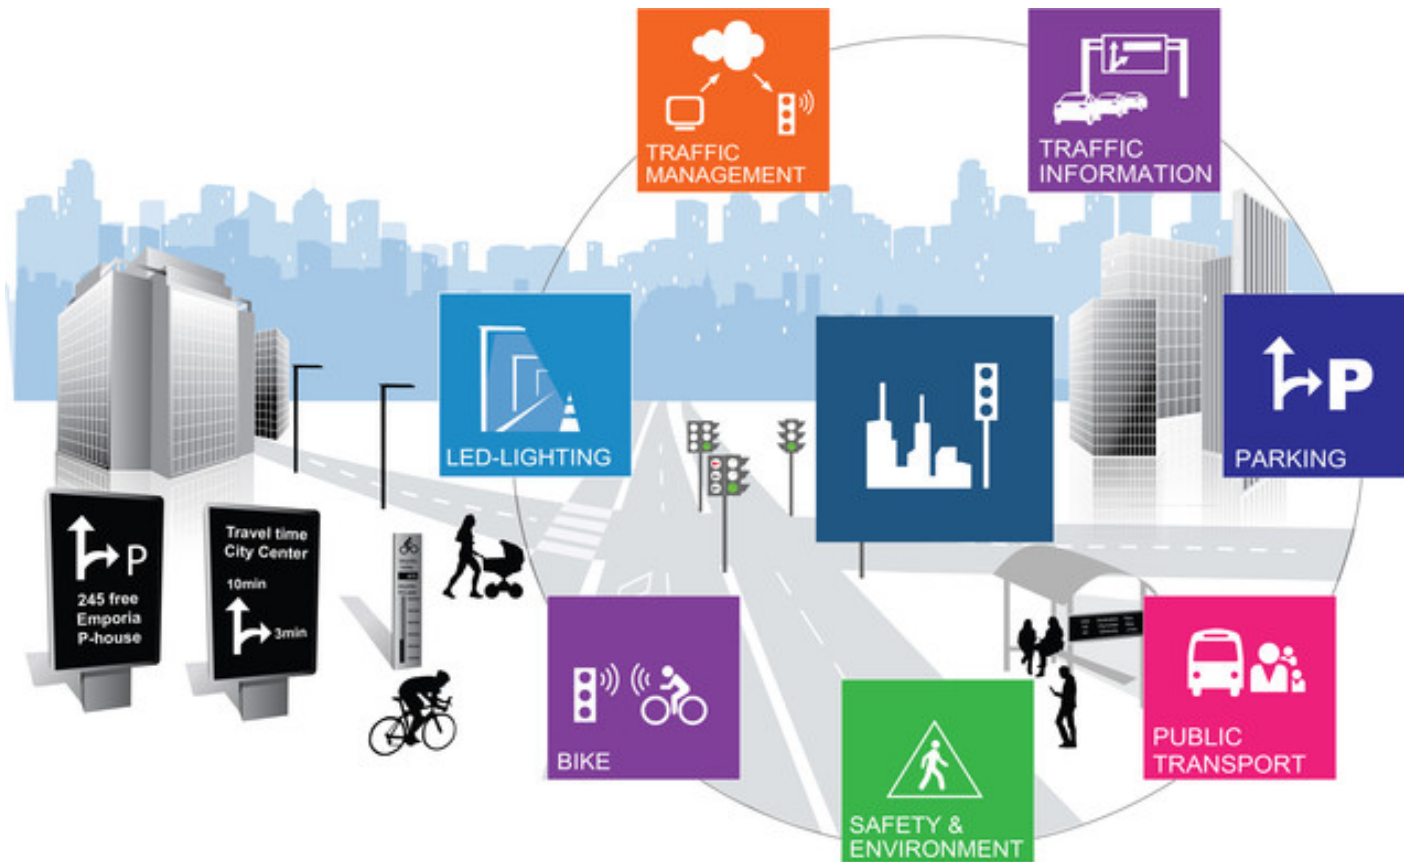 TRAFFIC
MANAGEMENT
TRAFFIC
INFORMATION
LED-LIGHTING
P
PARKING
P
245 free
Emporia
P-house
Travel time
City Center
10min
3min
BIKE
SAFETY &
ENVIRONMENT
PUBLIC
TRANSPORT